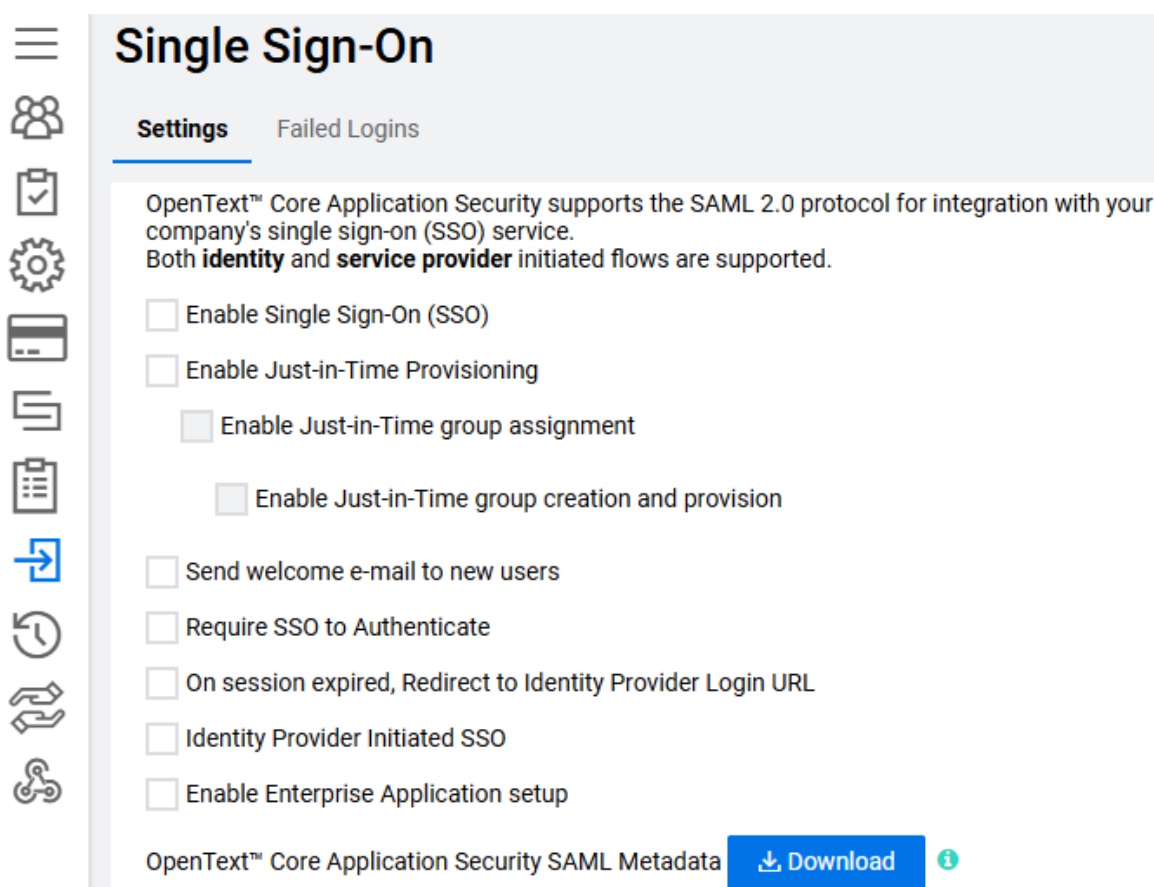 Single Sign-On
Settings
Failed Logins
OpenText™ Core Application Security supports the SAML 2.0 protocol for integration with your
company's single sign-on (SSO) service.
Both identity and service provider initiated flows are supported.
Enable Single Sign-On (SSO)
Enable Just-in-Time Provisioning
Enable Just-in-Time group assignment
Enable Just-in-Time group creation and provision
Send welcome e-mail to new users
Require SSO to Authenticate
On session expired, Redirect to Identity Provider Login URL
Identity Provider Initiated SSO
Enable Enterprise Application setup
OpenText™ Core Application Security SAML Metadata
Download